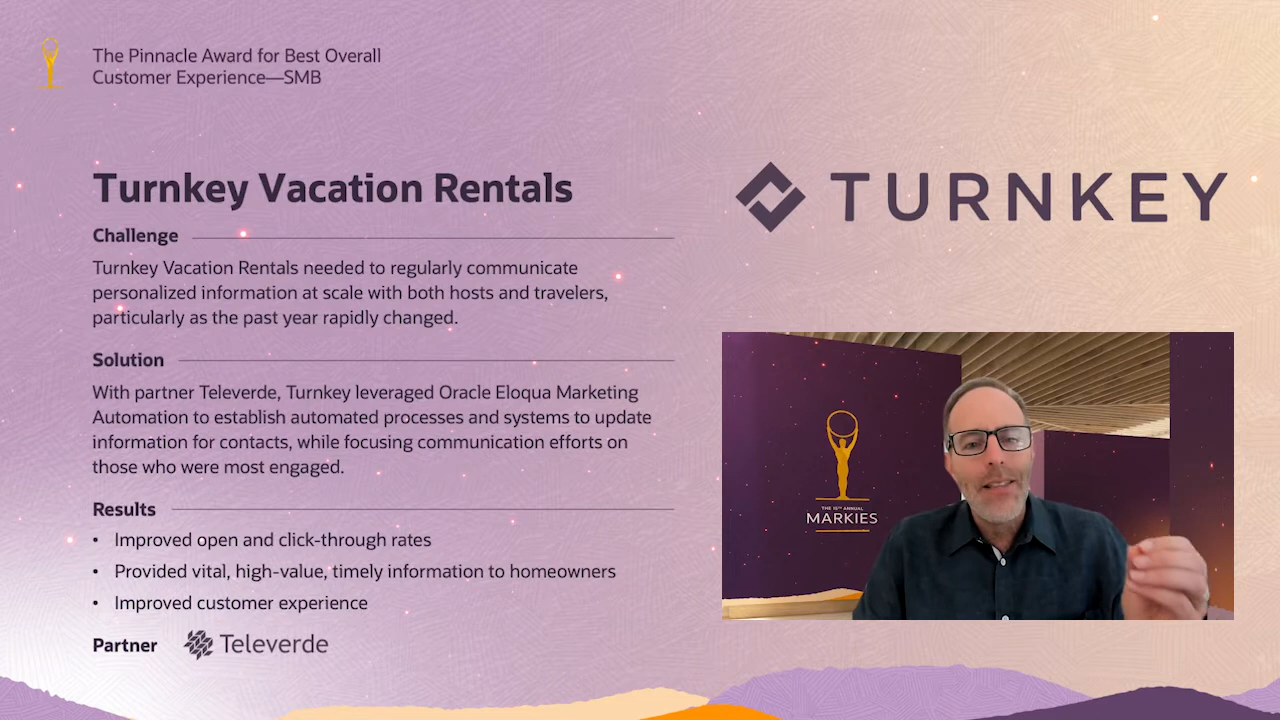 The Pinnacle Award for Best Overall
Customer Experience—SMB
Turnkey Vacation Rentals
Challenge
Turnkey Vacation Rentals needed to regularly communicate
personalized information at scale with both hosts and travelers,
particularly as the past year rapidly changed.
Solution
With partner Televerde, Turnkey leveraged Oracle Eloqua Marketing
Automation to establish automated processes and systems to update
information for contacts, while focusing communication efforts on
those who were most engaged.
Results
• Improved open and click-through rates
• Provided vital, high-value, timely information to homeowners
• Improved customer experience
Partner Televerde
TURNKEY
THE 15TH ANNUAL
MARKIES